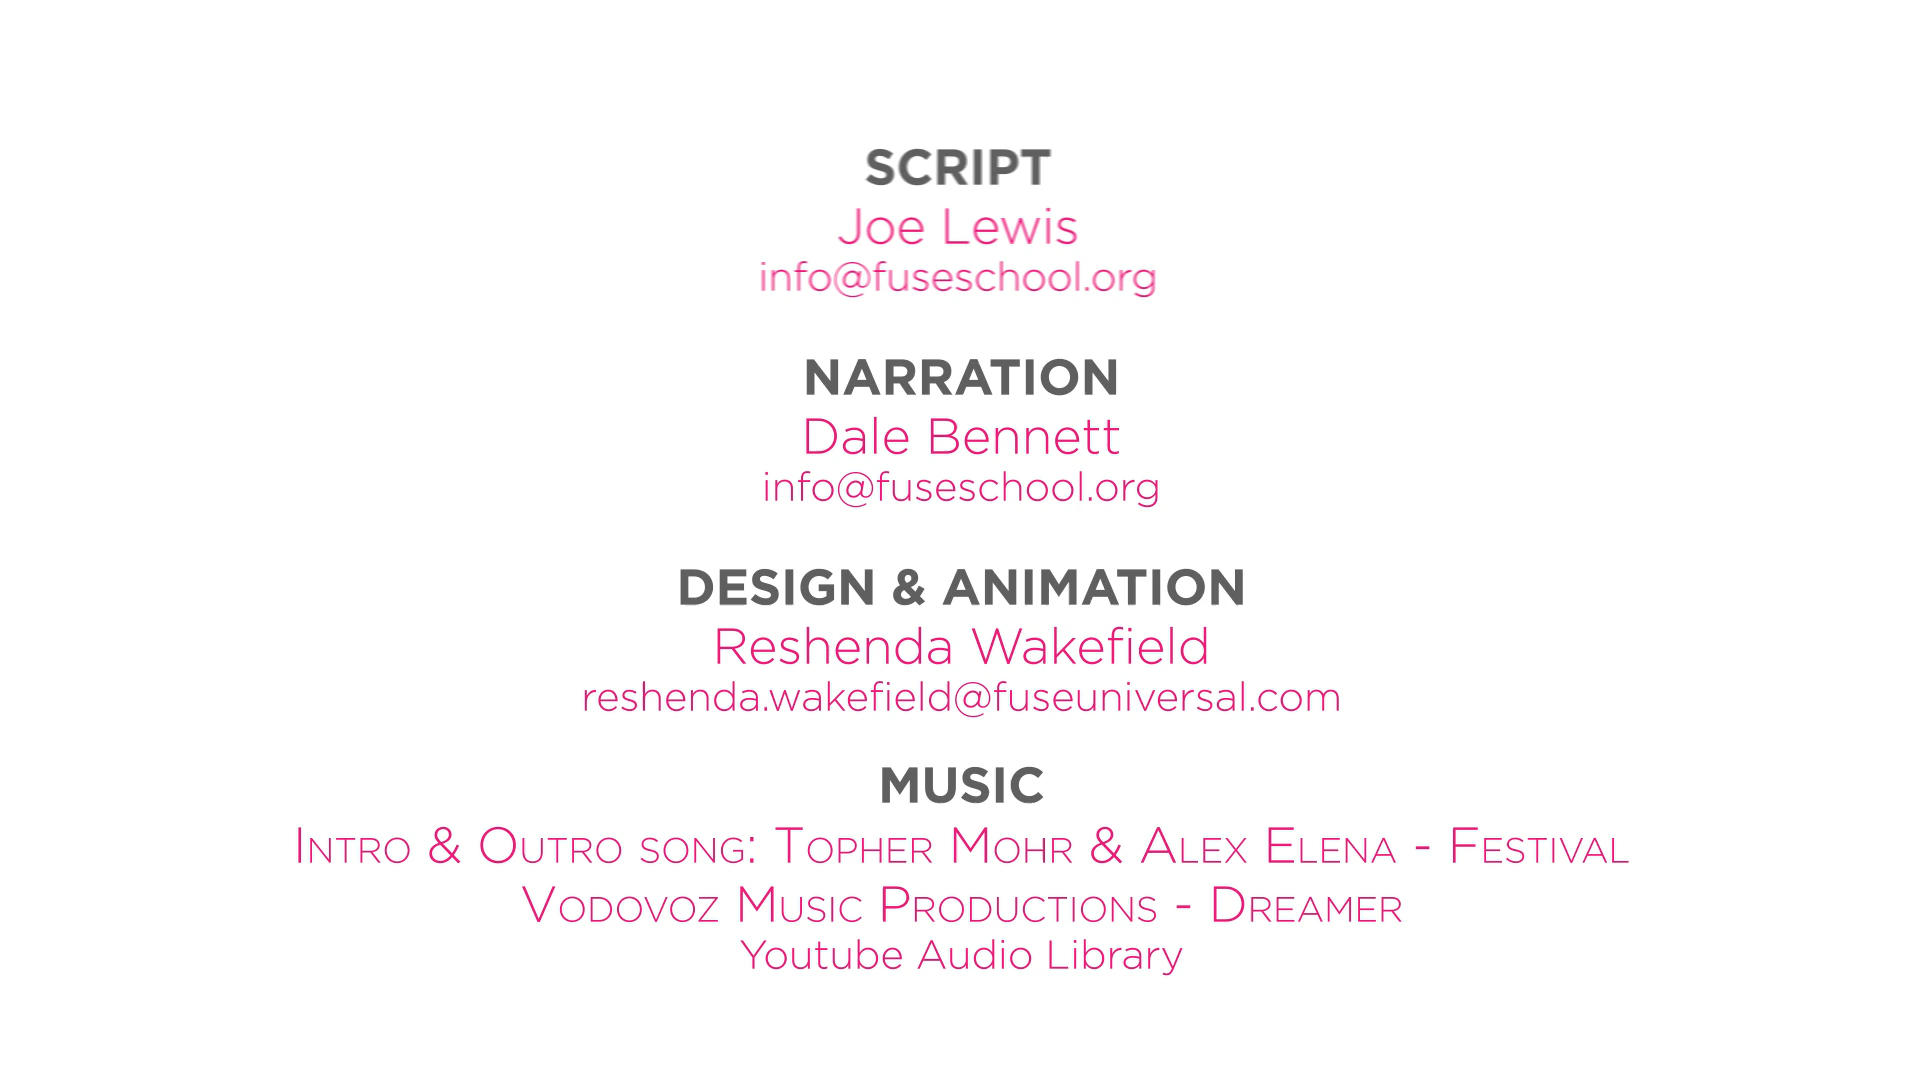 SCRIPT
Joe Lewis
info@fuseschool.org
NARRATION
Dale Bennett
info@fuseschool.org
DESIGN & ANIMATION
Reshenda Wakefield
reshenda.wakefield@fuseuniversal.com
MUSIC
Intro & Outro song: Topher Mohr & Alex Elena - Festival
Vodovoz Music Productions - Dreamer
Youtube Audio Library